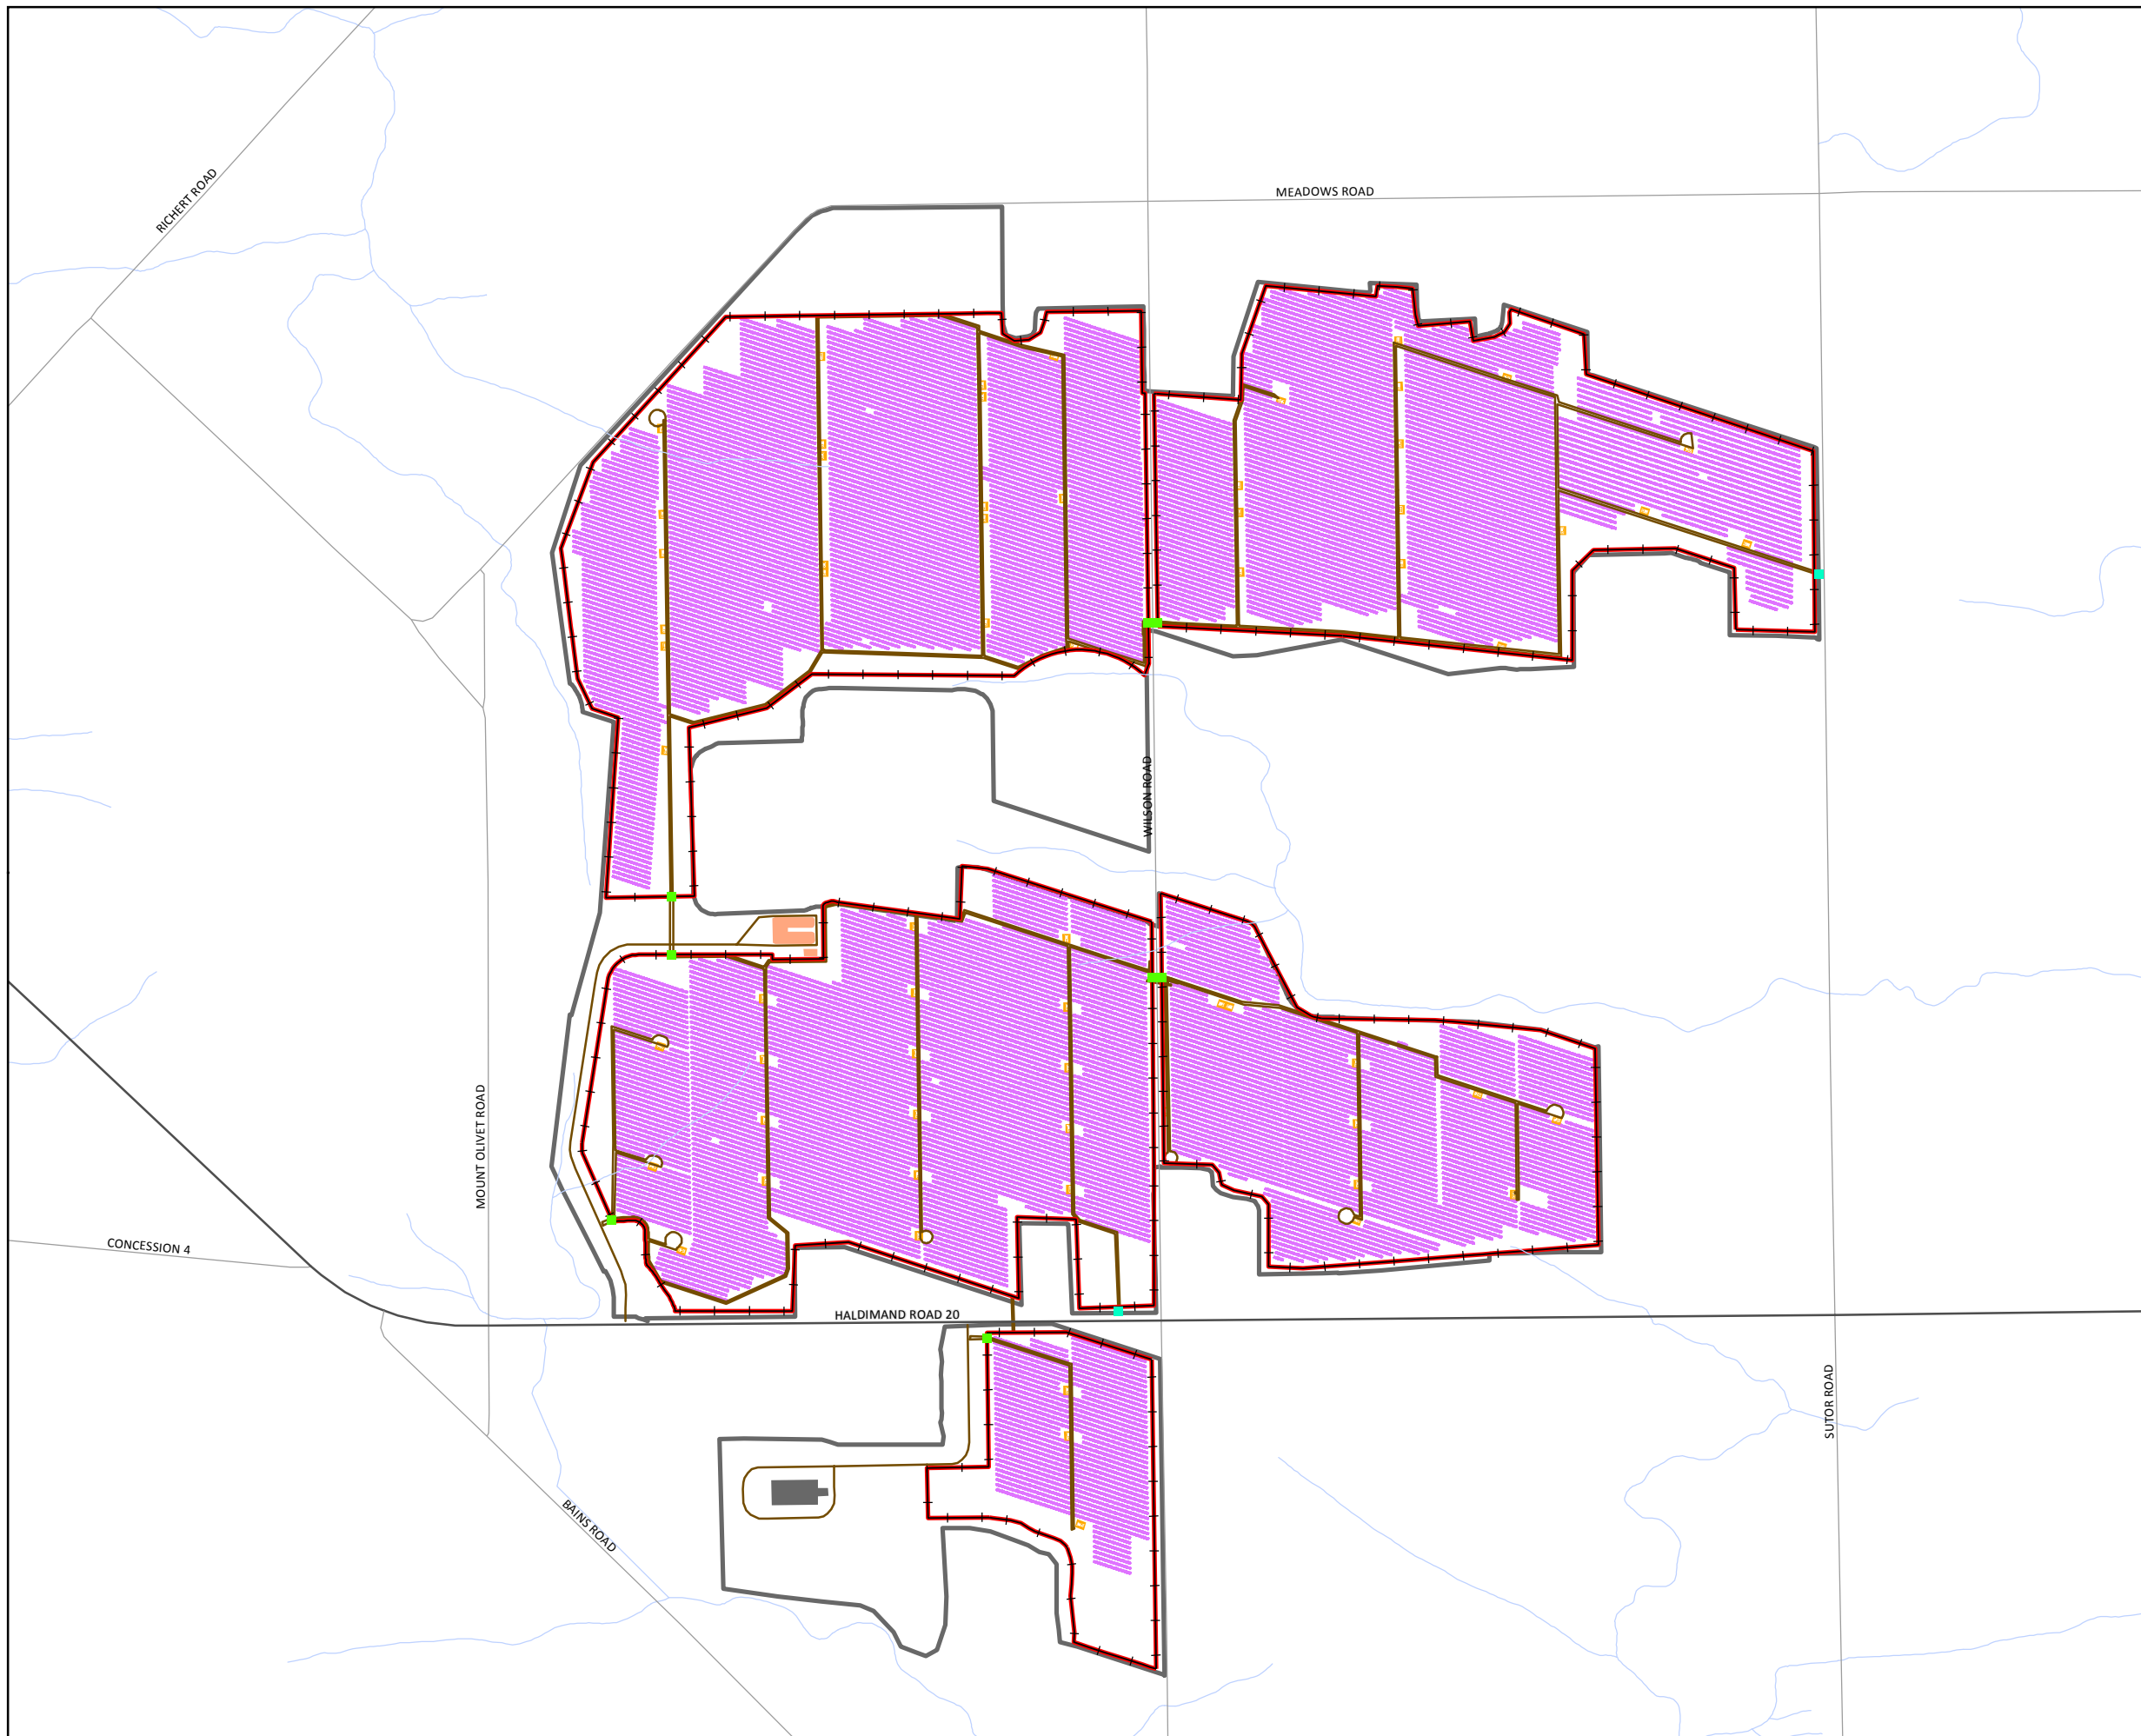 MEADOWS ROAD
RICHERT ROAD
WILSON ROAD
MOUNT OLIVET ROAD
CONCESSION 4
HALDIMAND ROAD 20
SUTOR ROAD
BAINS ROAD